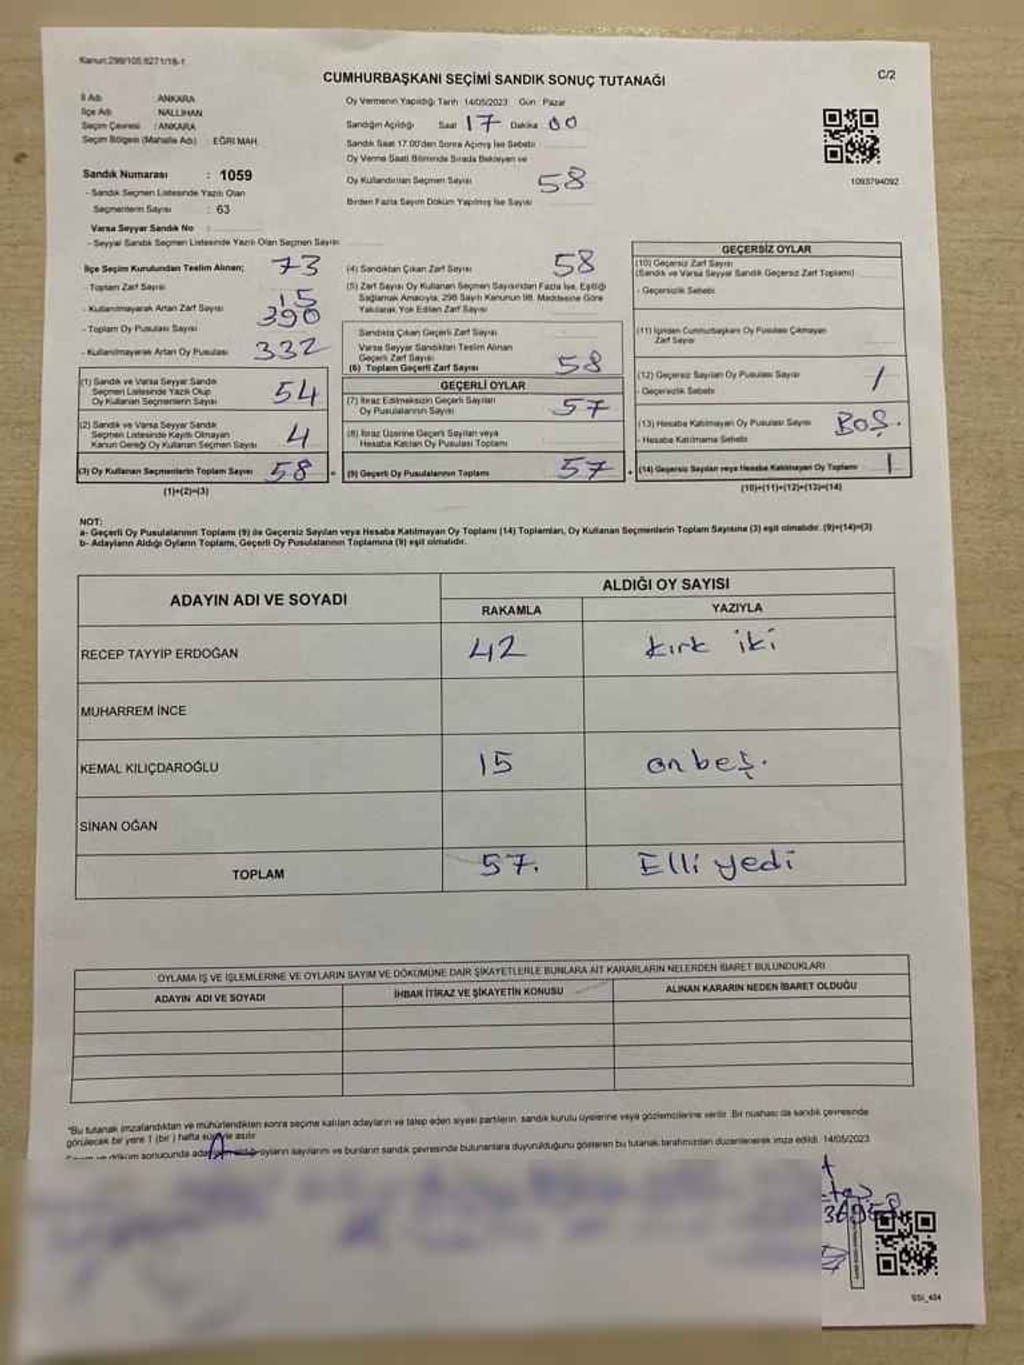 Kanun:298/105,6271/18-1
CUMHURBAŞKANI SEÇİMİ SANDIK SONUÇ TUTANAĞI
C/2
İl Adı : ANKARA
İlçe Adı : NALLIHAN
Seçim Çevresi : ANKARA
Seçim Bölgesi (Mahalle Adı) EĞRİ MAH.
Oy Vermenin Yapıldığı Tarih 14/05/2023 Gün Pazar
Sandığın Açıldığı Saat 17 Dakika 00
Sandık Saat 17.00'den Sonra Açılmış İse Sebebi
Oy Verme Saati Bitiminde Sırada Bekleyen ve
Oy Kullandırılan Seçmen Sayısı 58
Birden Fazla Sayım Döküm Yapılmış İse Sayısı
1093794092
Sandık Numarası : 1059
- Sandık Seçmen Listesinde Yazılı Olan
Seçmenlerin Sayısı : 63
Varsa Seyyar Sandık No
- Seyyar Sandık Seçmen Listesinde Yazılı Olan Seçmen Sayısı
İlçe Seçim Kurulundan Teslim Alınan; 73
- Toplam Zarf Sayısı
- Kullanılmayarak Artan Zarf Sayısı 15
- Toplam Oy Pusulası Sayısı 390
- Kullanılmayarak Artan Oy Pusulası 332
(1) Sandık ve Varsa Seyyar Sandık
Seçmen Listesinde Yazılı Olup
Oy Kullanan Seçmenlerin Sayısı 54
(2) Sandık ve Varsa Seyyar Sandık
Seçmen Listesinde Kayıtlı Olmayan
Kanun Gereği Oy Kullanan Seçmen Sayısı 4
(3) Oy Kullanan Seçmenlerin Toplam Sayısı 58 =
(1)+(2)=(3)
(4) Sandıktan Çıkan Zarf Sayısı 58
(5) Zarf Sayısı Oy Kullanan Seçmen Sayısından Fazla İse, Eşitliği
Sağlamak Amacıyla, 298 Sayılı Kanunun 98. Maddesine Göre
Yakılarak Yok Edilen Zarf Sayısı
Sandıkta Çıkan Geçerli Zarf Sayısı
Varsa Seyyar Sandıktan Teslim Alınan
Geçerli Zarf Sayısı
(6) Toplam Geçerli Zarf Sayısı 58
GEÇERLİ OYLAR
(7) İtiraz Edilmeksizin Geçerli Sayılan
Oy Pusulalarının Sayısı 57
(8) İtiraz Üzerine Geçerli Sayılan veya
Hesaba Katılan Oy Pusulası Toplamı
(9) Geçerli Oy Pusulalarının Toplamı 57 +
GEÇERSİZ OYLAR
(10) Geçersiz Zarf Sayısı
(Sandık ve Varsa Seyyar Sandık Geçersiz Zarf Toplamı)
- Geçersizlik Sebebi
(11) İçinden Cumhurbaşkanı Oy Pusulası Çıkmayan
Zarf Sayısı
(12) Geçersiz Sayılan Oy Pusulası Sayısı 1
- Geçersizlik Sebebi
(13) Hesaba Katılmayan Oy Pusulası Sayısı BOŞ.
- Hesaba Katılmama Sebebi
(14) Geçersiz Sayılan veya Hesaba Katılmayan Oy Toplamı 1
(10)+(11)+(12)+(13)=(14)
NOT:
a- Geçerli Oy Pusulalarının Toplamı (9) ile Geçersiz Sayılan veya Hesaba Katılmayan Oy Toplamı (14) Toplamları, Oy Kullanan Seçmenlerin Toplam Sayısına (3) eşit olmalıdır. (9)+(14)=(3)
b- Adayların Aldığı Oyların Toplamı, Geçerli Oy Pusulalarının Toplamına (9) eşit olmalıdır.
ADAYIN ADI VE SOYADI
ALDIĞI OY SAYISI
RAKAMLA YAZIYLA
RECEP TAYYİP ERDOĞAN 42 kırk iki
MUHARREM İNCE
KEMAL KILIÇDAROĞLU 15 on beş.
SİNAN OĞAN
TOPLAM 57. Elli yedi
OYLAMA İŞ VE İŞLEMLERİNE VE OYLARIN SAYIM VE DÖKÜMÜNE DAİR ŞİKAYETLERLE BUNLARA AİT KARARLARIN NELERDEN İBARET BULUNDUKLARI
ADAYIN ADI VE SOYADI İHBAR İTİRAZ VE ŞİKAYETİN KONUSU ALINAN KARARIN NEDEN İBARET OLDUĞU
"Bu tutanak imzalandıktan ve mühürlendikten sonra seçime katılan adayların ve talep eden siyasi partilerin, sandık kurulu üyelerine veya gözlemcilerine verilir. Bir nushası da sandık çevresinde
görülecek bir yere 1 (bir) hafta süreyle asılır.
ve döküm sonucunda oyların sayılarını ve bunların sandık çevresinde bulunanlara duyurulduğunu gösteren bu tutanak tarafımızdan düzenlenerek imza edildi. 14/05/2023
SSI_404